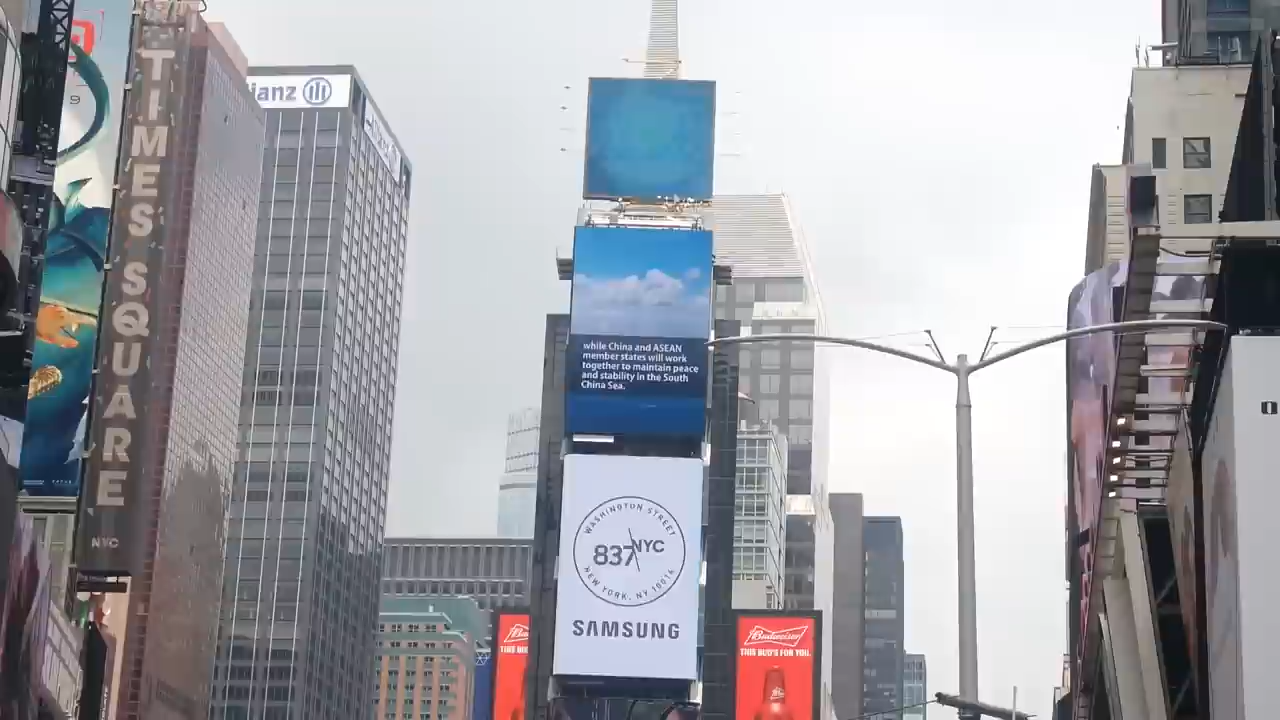 TIMES SQUARE
NYC
ianz
9
while China and ASEAN
member states will work
together to maintain peace
and stability in the South
China Sea.
WASHINGTON STREET
837 NYC
NEW YORK, NY 10014
SAMSUNG
Budweiser
THIS BUD'S FOR YOU.